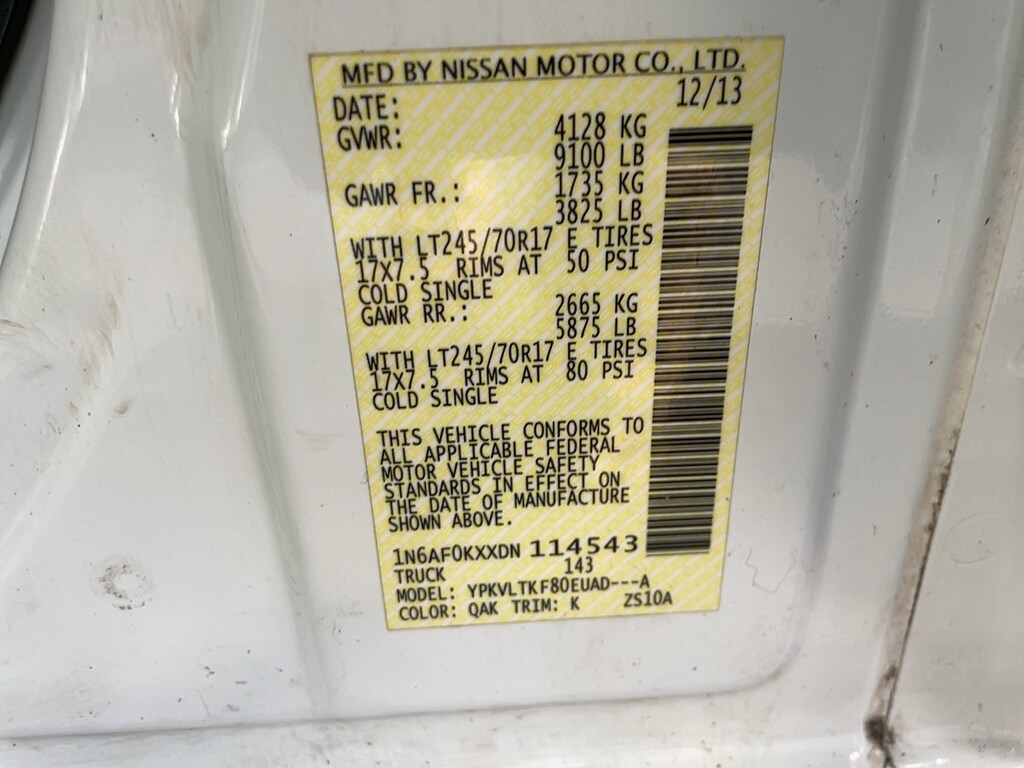 MFD BY NISSAN MOTOR CO., LTD.
DATE: 12/13
GVWR: 4128 KG
9100 LB
GAWR FR.: 1735 KG
3825 LB
WITH LT245/70R17 E TIRES
17X7.5 RIMS AT 50 PSI
COLD SINGLE
GAWR RR.: 2665 KG
5875 LB
WITH LT245/70R17 E TIRES
17X7.5 RIMS AT 80 PSI
COLD SINGLE
THIS VEHICLE CONFORMS TO
ALL APPLICABLE FEDERAL
MOTOR VEHICLE SAFETY
STANDARDS IN EFFECT ON
THE DATE OF MANUFACTURE
SHOWN ABOVE.
1N6AF0KXXDN 114543
TRUCK 143
MODEL: YPKVLTKF80EUAD---A
COLOR: QAK TRIM: K ZS10A